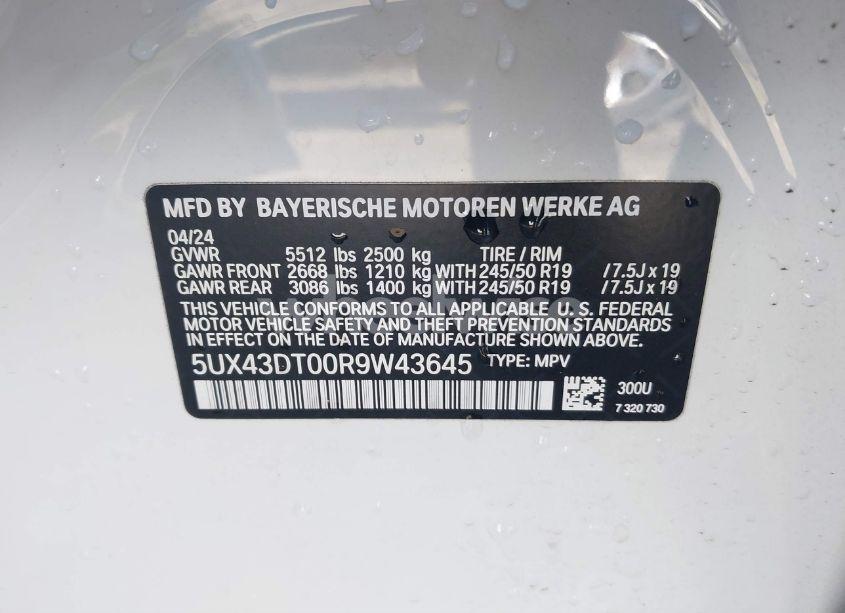 MFD BY BAYERISCHE MOTOREN WERKE AG
04/24
GVWR 5512 lbs 2500 kg TIRE / RIM
GAWR FRONT 2668 lbs 1210 kg WITH 245/50 R19 / 7.5J x 19
GAWR REAR 3086 lbs 1400 kg WITH 245/50 R19 / 7.5J x 19
THIS VEHICLE CONFORMS TO ALL APPLICABLE U. S. FEDERAL
MOTOR VEHICLE SAFETY AND THEFT PREVENTION STANDARDS
IN EFFECT ON THE DATE OF MANUFACTURE SHOWN ABOVE.
5UX43DT00R9W43645 TYPE: MPV
300U
7 320 730